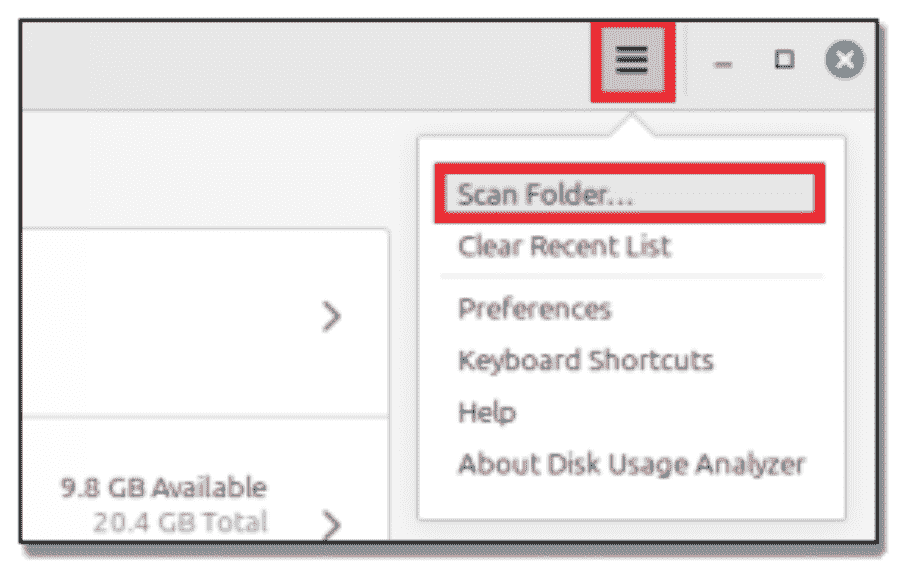 Scan Folder...
Clear Recent List
Preferences
Keyboard Shortcuts
Help
About Disk Usage Analyzer
9.8 GB Available
20.4 GB Total